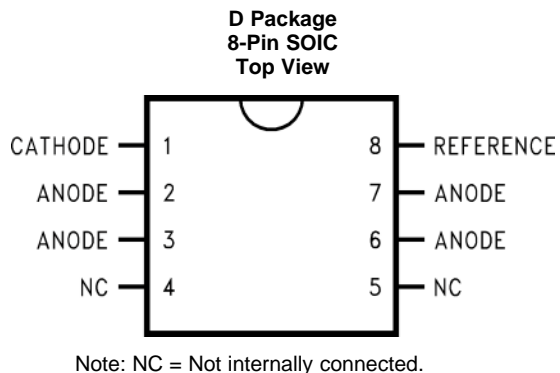 D Package
8-Pin SOIC
Top View
CATHODE 1 8 REFERENCE
ANODE 2 7 ANODE
ANODE 3 6 ANODE
NC 4 5 NC
Note: NC = Not internally connected.